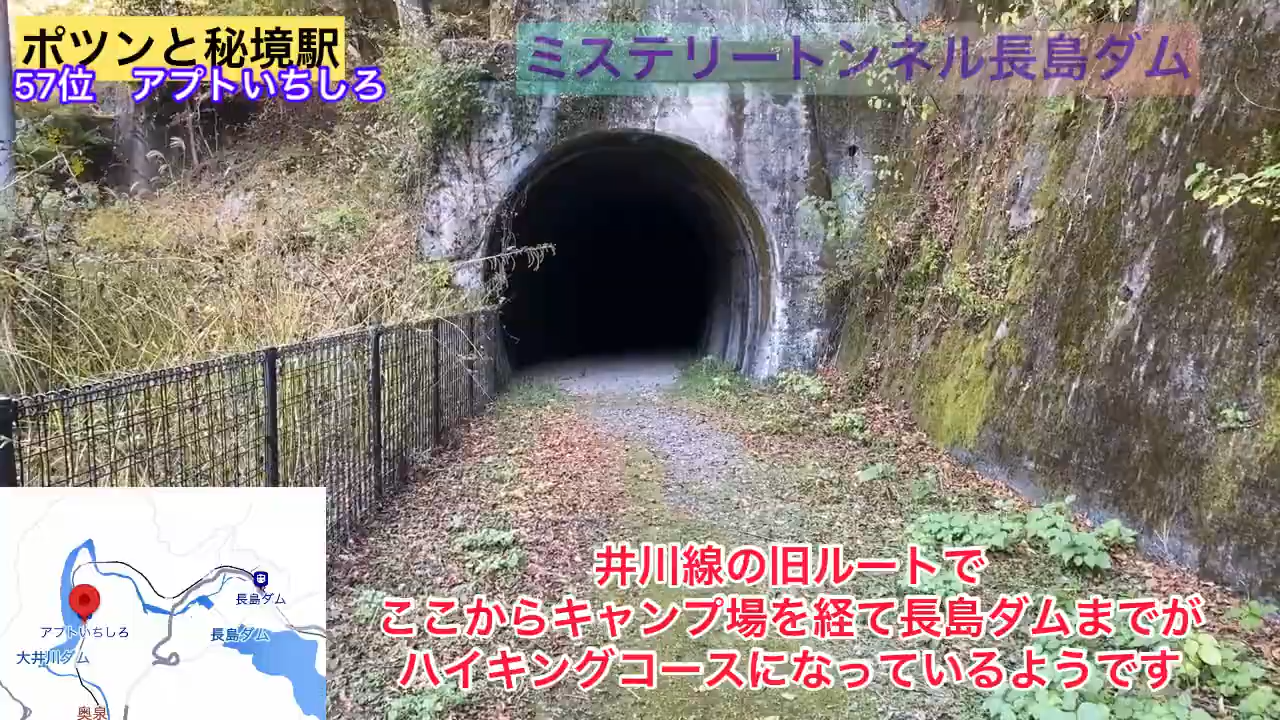 ポツンと秘境駅
57位 アプトいちしろ
ミステリートンネル長島ダム
井川線の旧ルートで
ここからキャンプ場を経て長島ダムまでが
ハイキングコースになっているようです
長島ダム
アプトいちしろ
長島ダム
大井川ダム
奥泉